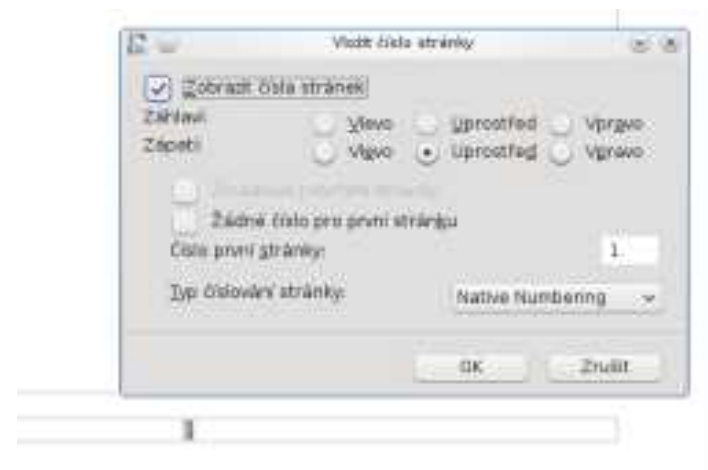 Vložit číslo stránky
Zobrazit čísla stránek
Záhlaví Vlevo Uprostřed Vpravo
Zápatí Vlevo Uprostřed Vpravo
Žádné číslo pro první stránku
Číslo první stránky: 1
Typ číslování stránky: Native Numbering
OK Zrušit